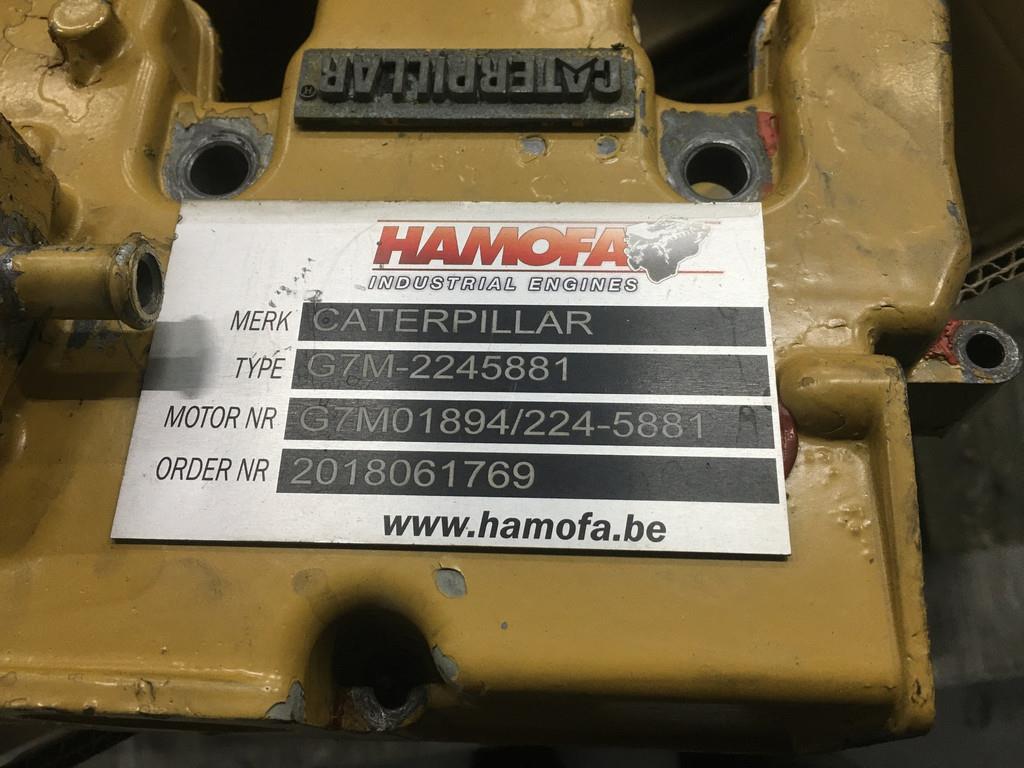 CATERPILLAR®
HAMOFA
INDUSTRIAL ENGINES
MERK CATERPILLAR
TYPE G7M-2245881
MOTOR NR G7M01894/224-5881 A
ORDER NR 2018061769
www.hamofa.be